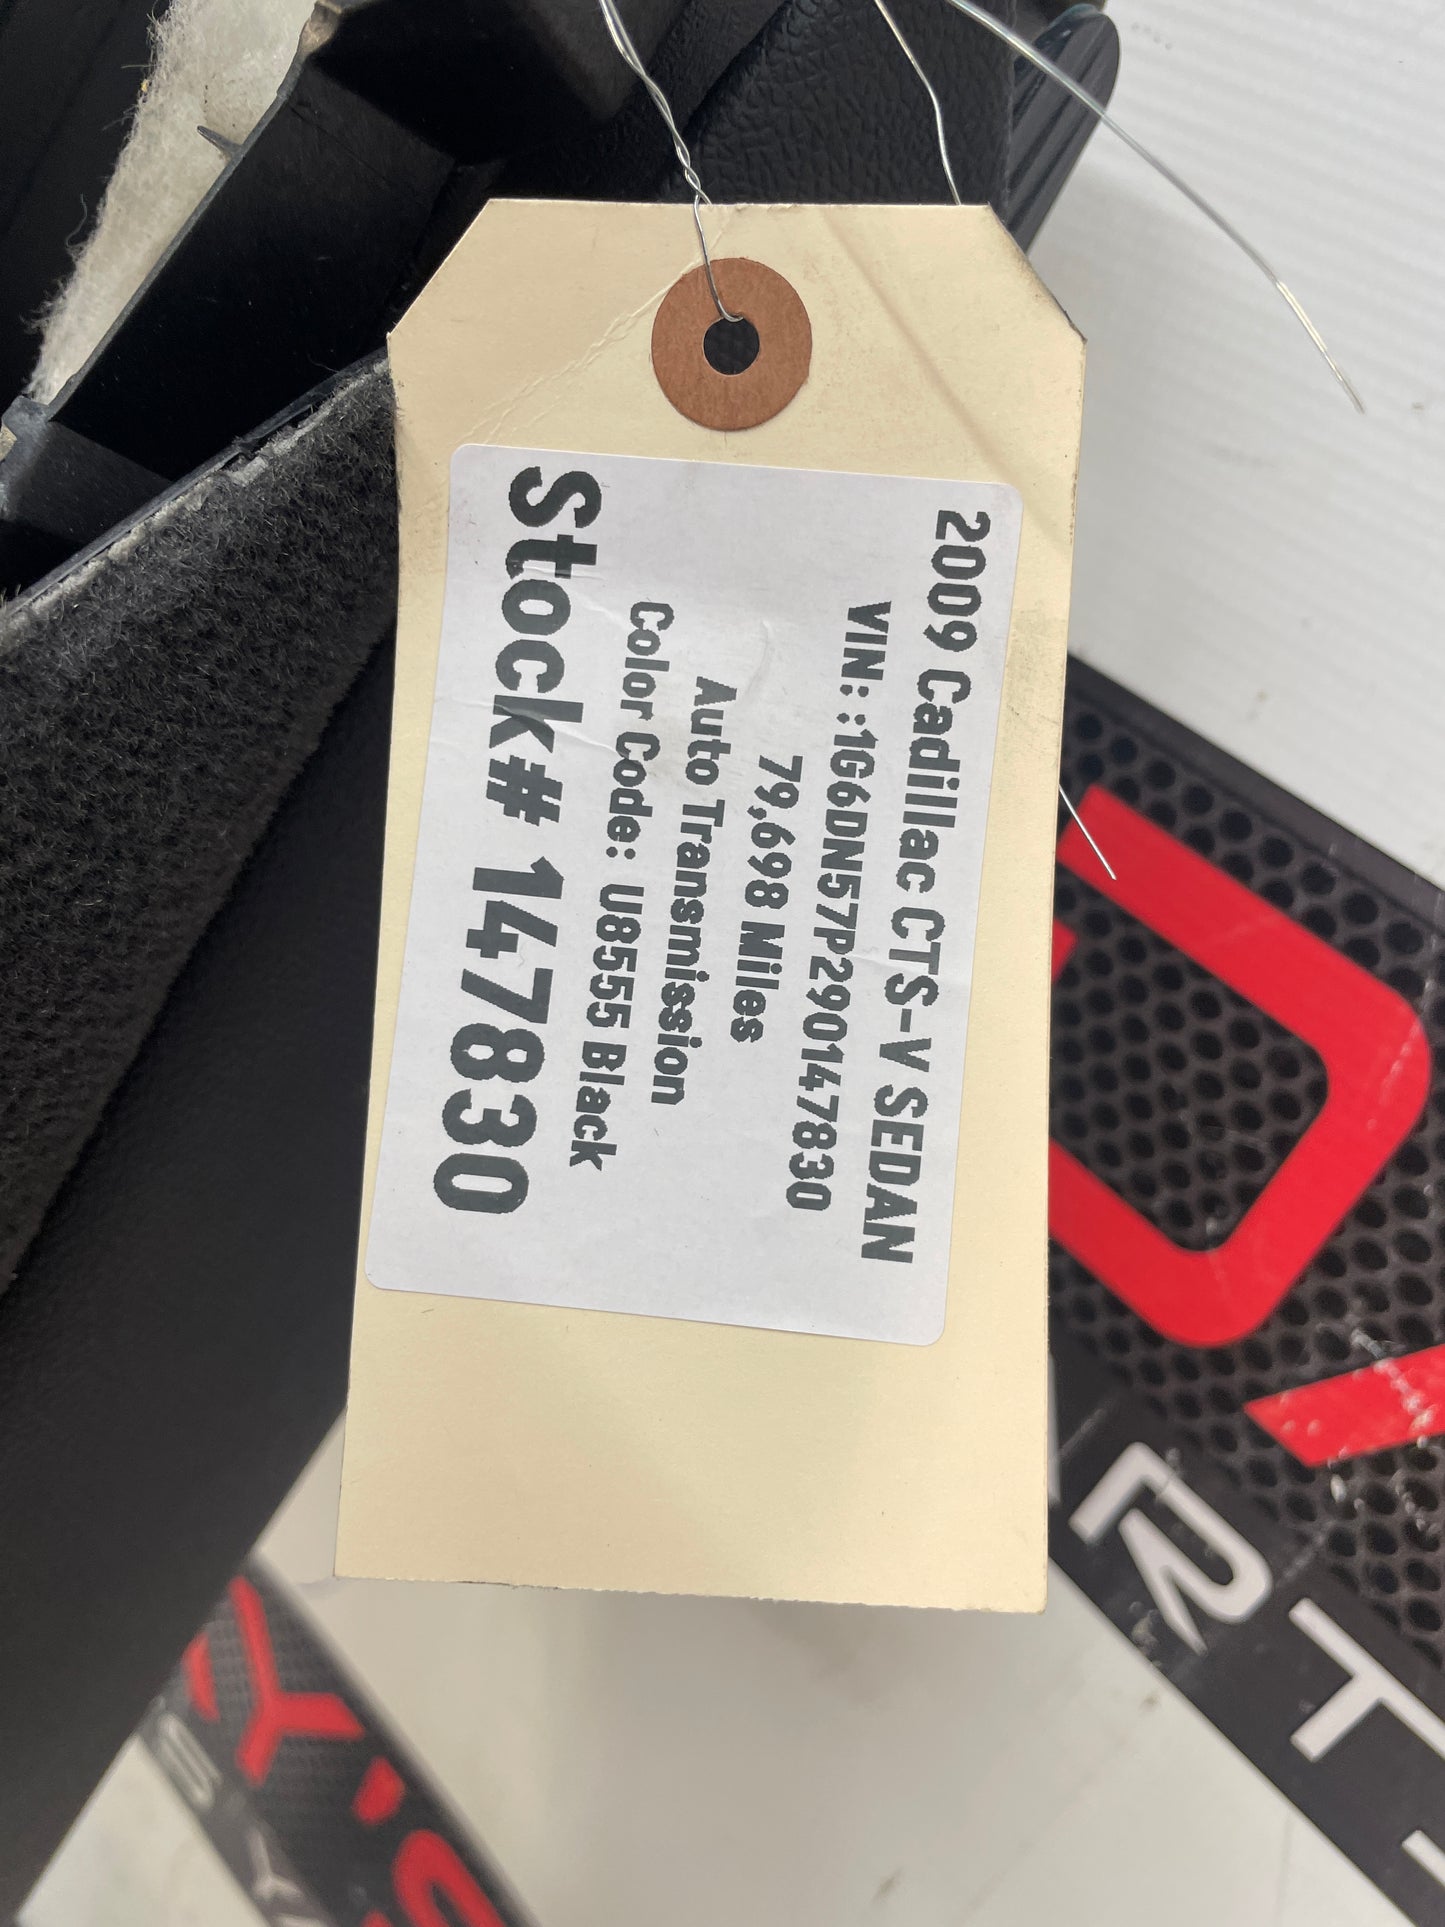 2009 Cadillac CTS-V SEDAN
VIN: :1G6DN57P290147830
79,698 Miles
Auto Transmission
Color Code: U8555 Black
Stock# 147830